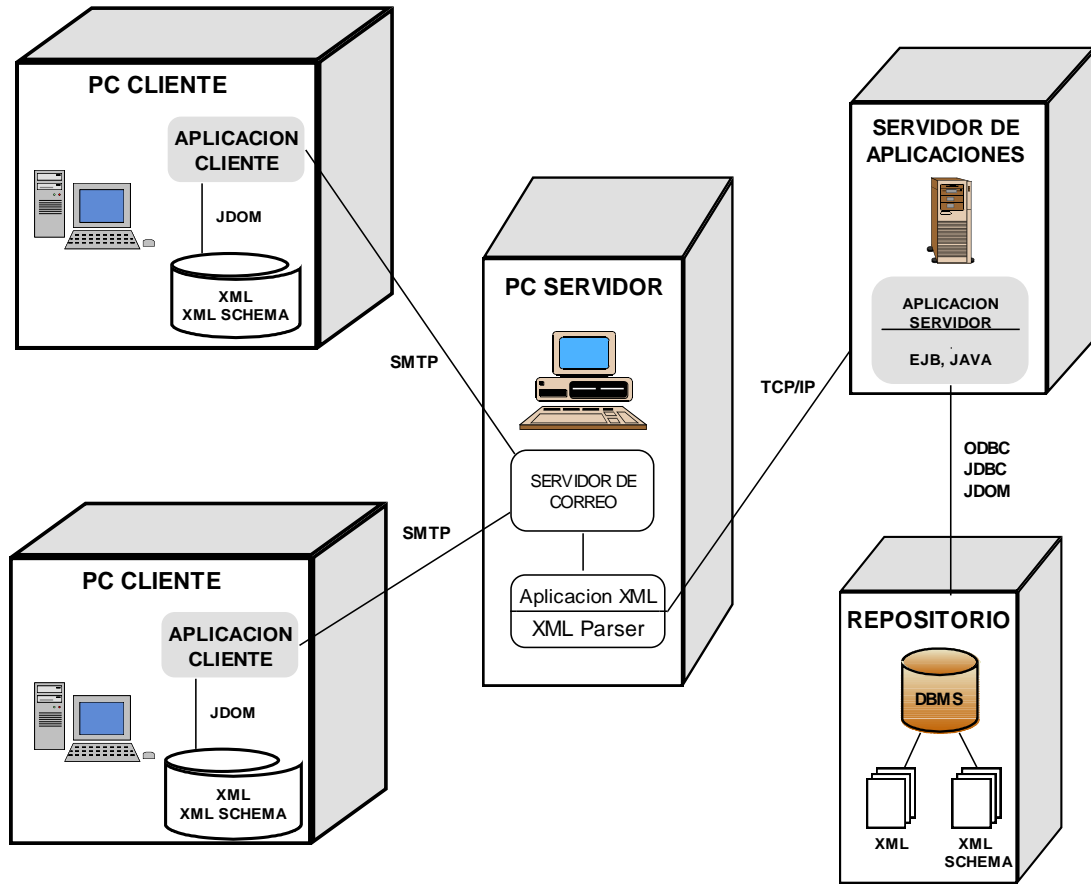 PC CLIENTE
APLICACION
CLIENTE
JDOM
XML
XML SCHEMA
SMTP
PC CLIENTE
APLICACION
CLIENTE
JDOM
XML
XML SCHEMA
SMTP
PC SERVIDOR
SERVIDOR DE
CORREO
Aplicacion XML
XML Parser
TCP/IP
SERVIDOR DE
APLICACIONES
APLICACION
SERVIDOR
EJB, JAVA
ODBC
JDBC
JDOM
REPOSITORIO
DBMS
XML
XML
SCHEMA